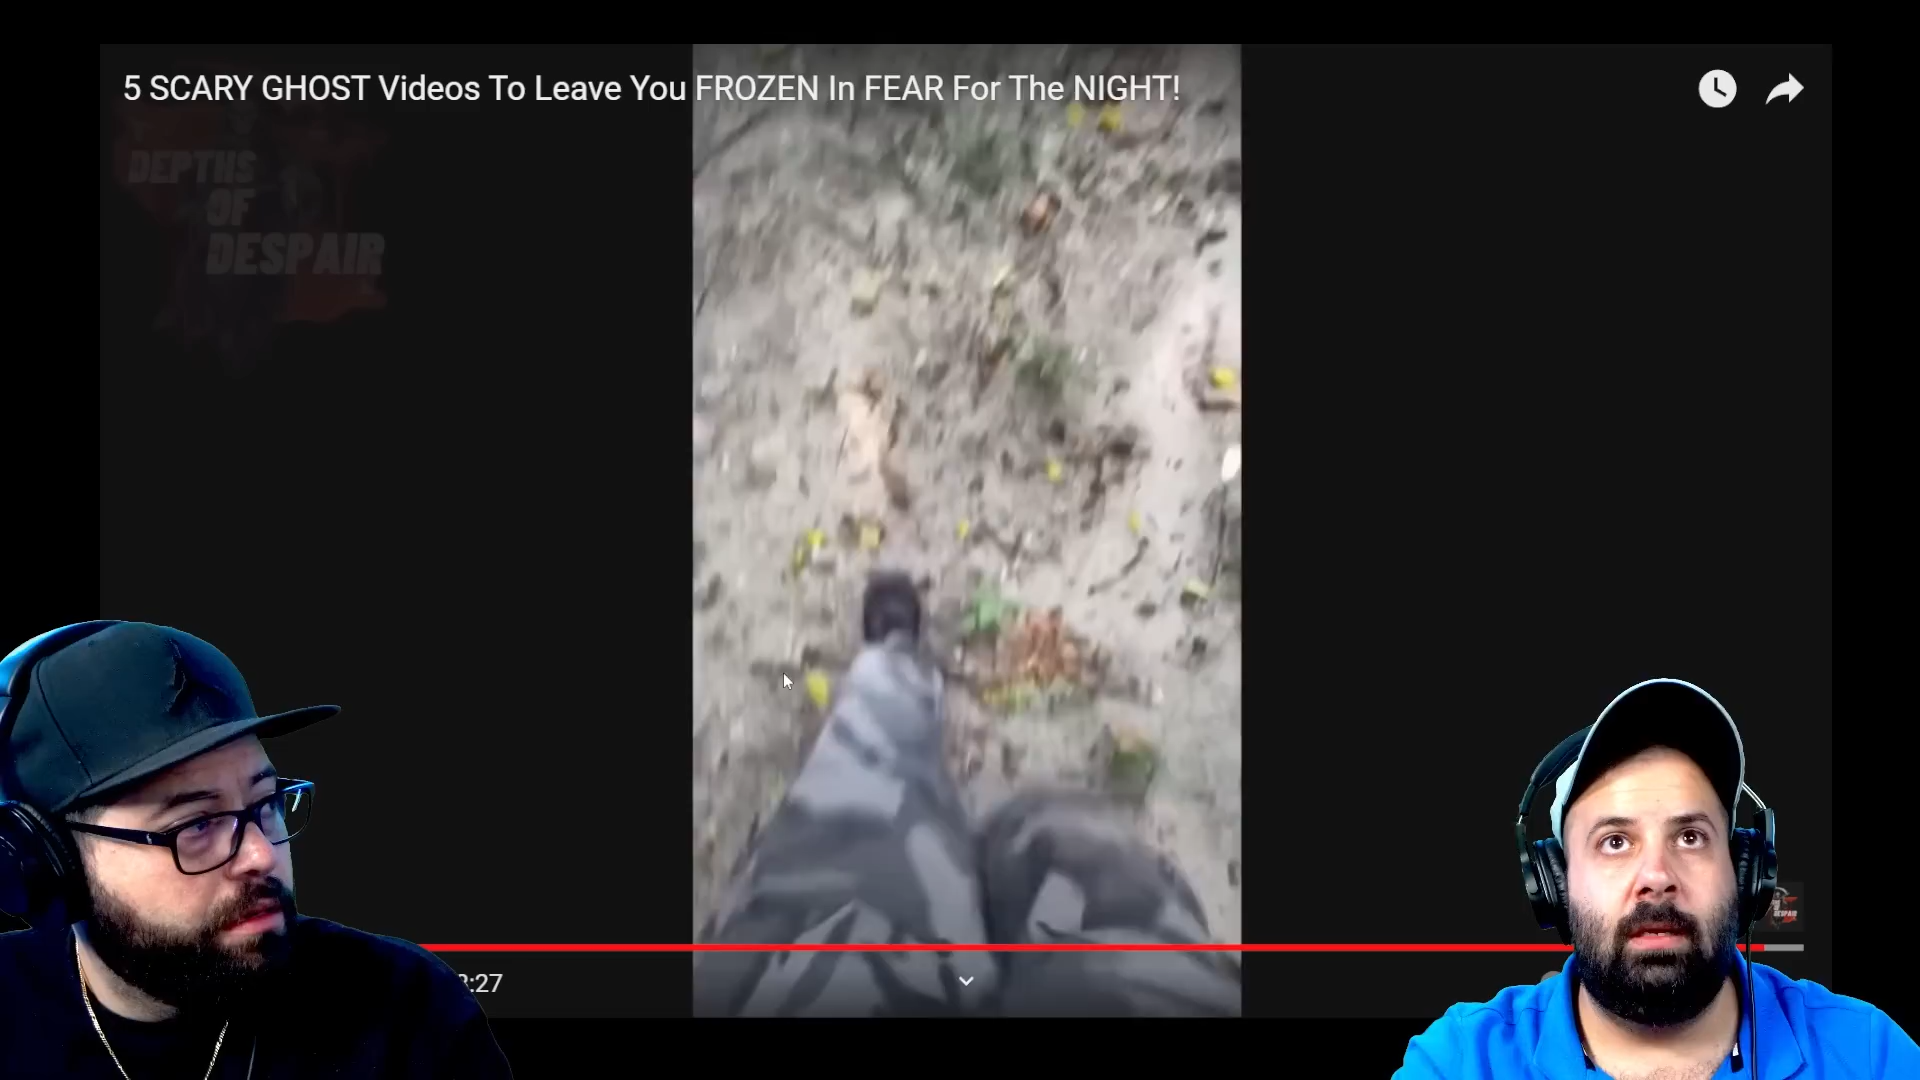 5 SCARY GHOST Videos To Leave You FROZEN In FEAR For The NIGHT!
DEPTHS
OF
DESPAIR
:27